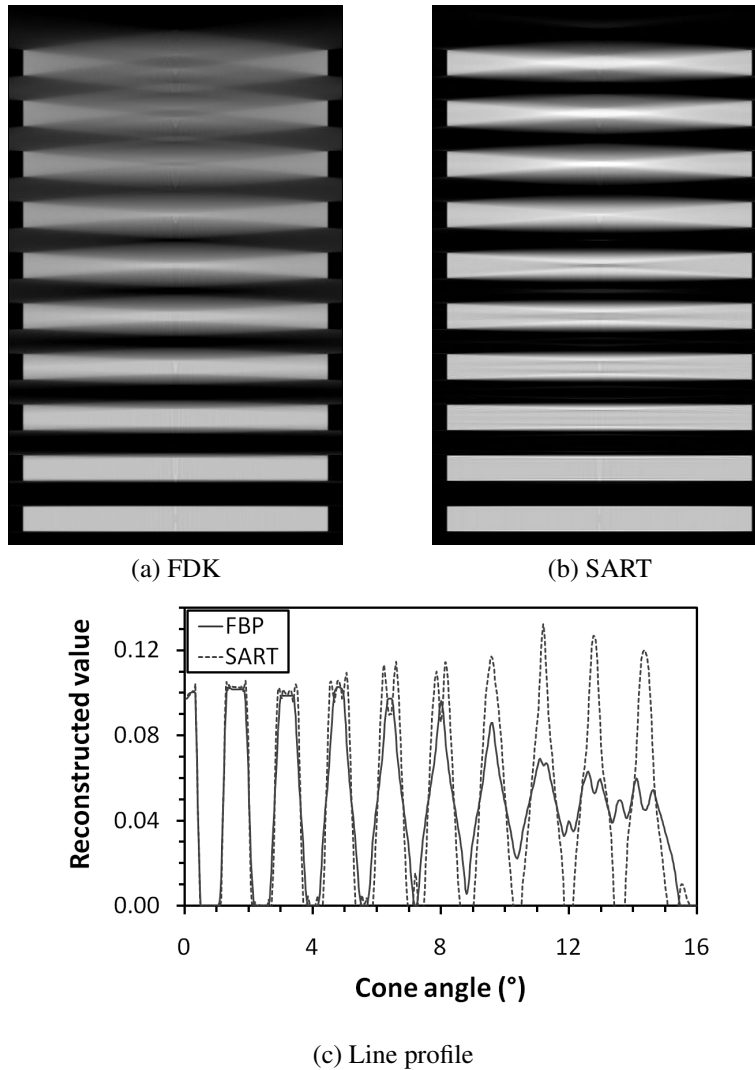 (a) FDK
(b) SART
FBP
SART
Reconstructed value
0.12
0.08
0.04
0.00
0 4 8 12 16
Cone angle (°)
(c) Line profile